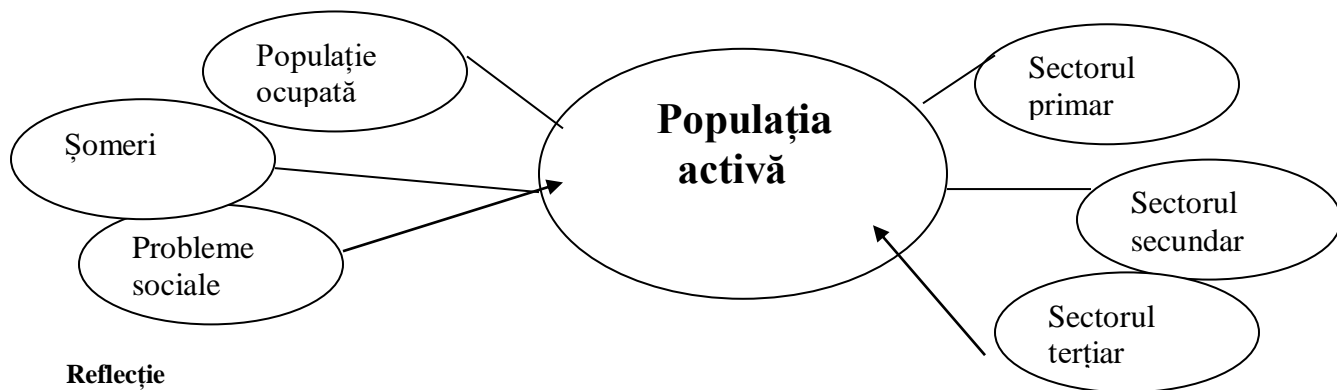 Populație
ocupată
Șomeri
Probleme
sociale
Populația
activă
Sectorul
primar
Sectorul
secundar
Sectorul
terțiar
Reflecție